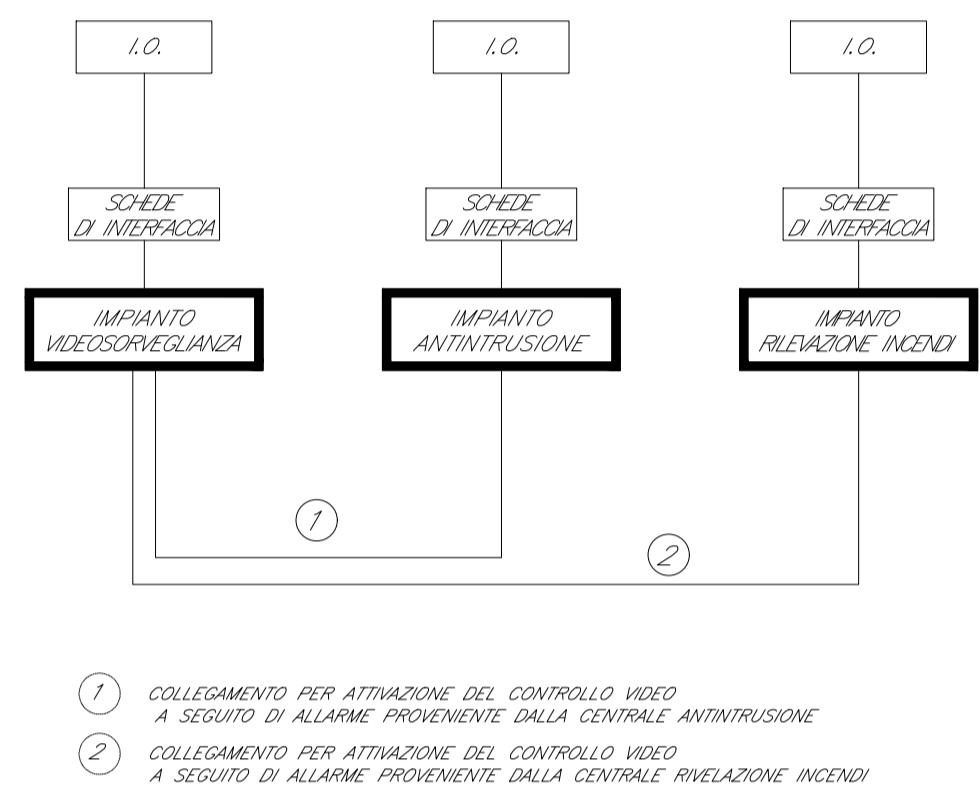 I.O.
I.O.
I.O.
SCHEDE
DI INTERFACCIA
SCHEDE
DI INTERFACCIA
SCHEDE
DI INTERFACCIA
IMPIANTO
VIDEOSORVEGLIANZA
IMPIANTO
ANTINTRUSIONE
IMPIANTO
RILEVAZIONE INCENDI
1
2
1 COLLEGAMENTO PER ATTIVAZIONE DEL CONTROLLO VIDEO
A SEGUITO DI ALLARME PROVENIENTE DALLA CENTRALE ANTINTRUSIONE
2 COLLEGAMENTO PER ATTIVAZIONE DEL CONTROLLO VIDEO
A SEGUITO DI ALLARME PROVENIENTE DALLA CENTRALE RIVELAZIONE INCENDI